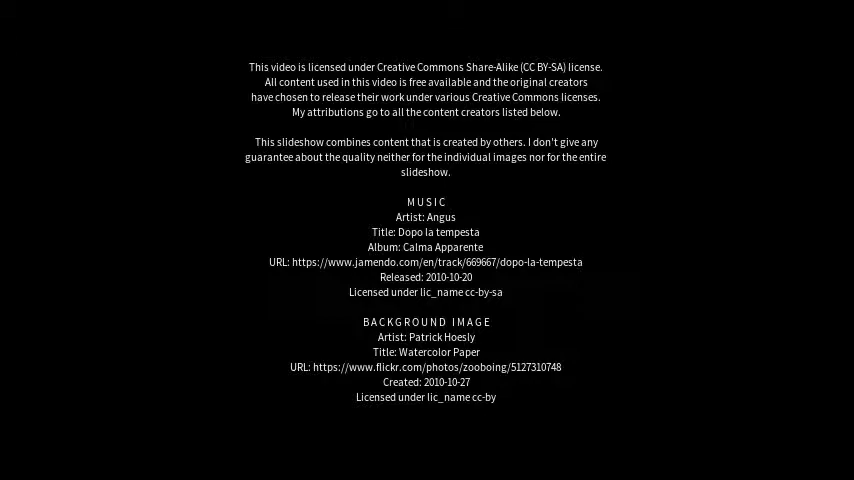 This video is licensed under Creative Commons Share-Alike (CC BY-SA) license.
All content used in this video is free available and the original creators
have chosen to release their work under various Creative Commons licenses.
My attributions go to all the content creators listed below.
This slideshow combines content that is created by others. I don't give any
guarantee about the quality neither for the individual images nor for the entire
slideshow.
MUSIC
Artist: Angus
Title: Dopo la tempesta
Album: Calma Apparente
URL: https://www.jamendo.com/en/track/669667/dopo-la-tempesta
Released: 2010-10-20
Licensed under lic_name cc-by-sa
BACKGROUND IMAGE
Artist: Patrick Hoesly
Title: Watercolor Paper
URL: https://www.flickr.com/photos/zooboing/5127310748
Created: 2010-10-27
Licensed under lic_name cc-by